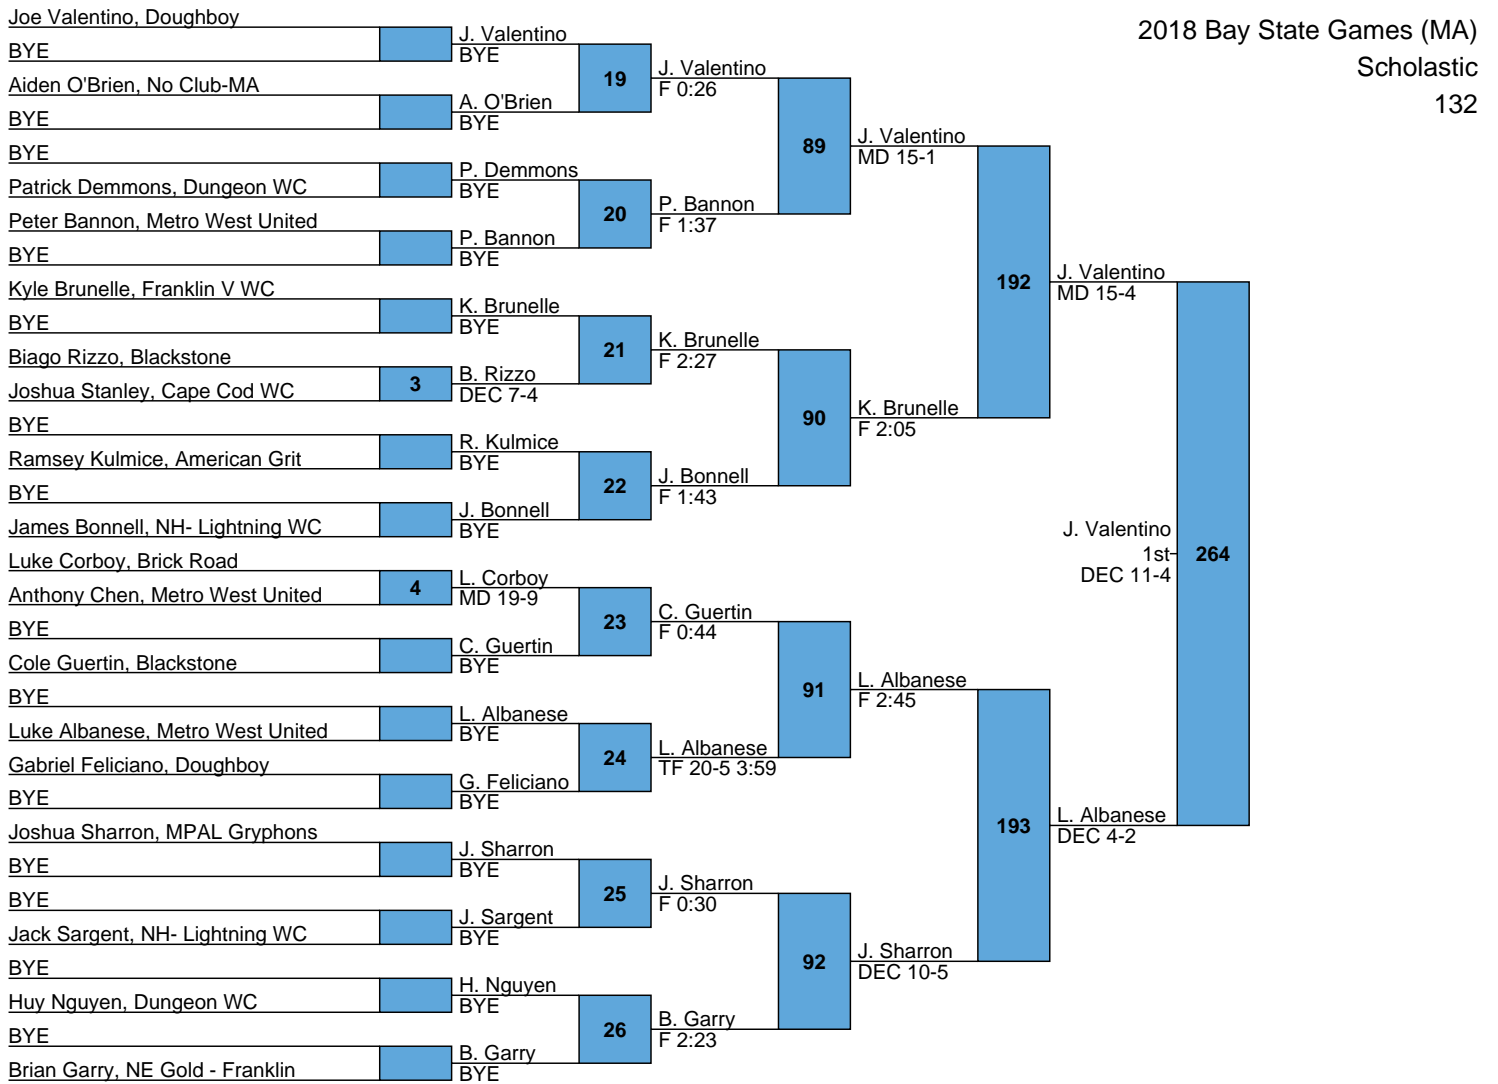 2018 Bay State Games (MA)
Scholastic
132
Joe Valentino, Doughboy
BYE
Aiden O'Brien, No Club-MA
BYE
BYE
Patrick Demmons, Dungeon WC
Peter Bannon, Metro West United
BYE
Kyle Brunelle, Franklin V WC
BYE
Biago Rizzo, Blackstone
Joshua Stanley, Cape Cod WC
BYE
Ramsey Kulmice, American Grit
BYE
James Bonnell, NH- Lightning WC
Luke Corboy, Brick Road
Anthony Chen, Metro West United
BYE
Cole Guertin, Blackstone
BYE
Luke Albanese, Metro West United
Gabriel Feliciano, Doughboy
BYE
Joshua Sharron, MPAL Gryphons
BYE
BYE
Jack Sargent, NH- Lightning WC
BYE
Huy Nguyen, Dungeon WC
BYE
Brian Garry, NE Gold - Franklin
3
4
J. Valentino
BYE
A. O'Brien
BYE
P. Demmons
BYE
P. Bannon
BYE
K. Brunelle
BYE
B. Rizzo
DEC 7-4
R. Kulmice
BYE
J. Bonnell
BYE
L. Corboy
MD 19-9
C. Guertin
BYE
L. Albanese
BYE
G. Feliciano
BYE
J. Sharron
BYE
J. Sargent
BYE
H. Nguyen
BYE
B. Garry
BYE
19
20
21
22
23
24
25
26
J. Valentino
F 0:26
P. Bannon
F 1:37
K. Brunelle
F 2:27
J. Bonnell
F 1:43
C. Guertin
F 0:44
L. Albanese
TF 20-5 3:59
J. Sharron
F 0:30
B. Garry
F 2:23
89
90
91
92
J. Valentino
MD 15-1
K. Brunelle
F 2:05
L. Albanese
F 2:45
J. Sharron
DEC 10-5
192
193
J. Valentino
MD 15-4
L. Albanese
DEC 4-2
264
J. Valentino
1st
DEC 11-4